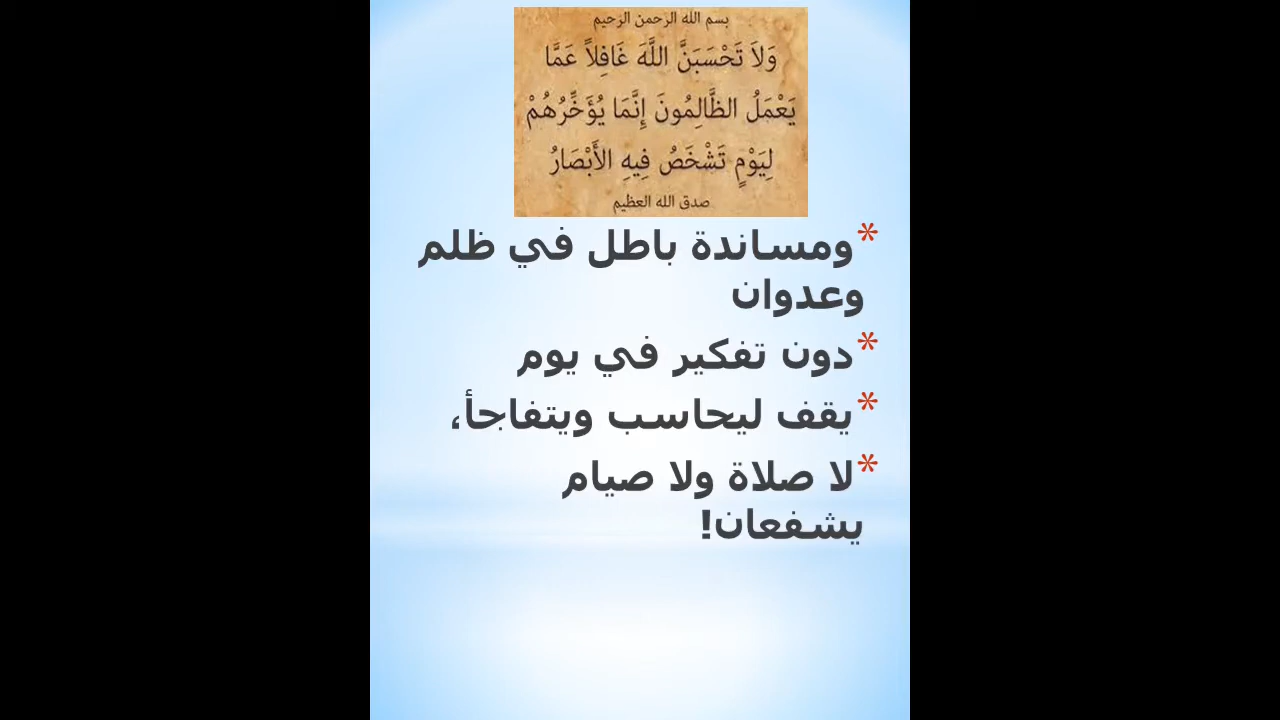 بسم الله الرحمن الرحيم
وَلاَ تَحْسَبَنَّ اللَّهَ غَافِلاً عَمَّا
يَعْمَلُ الظَّالِمُونَ إِنَّمَا يُؤَخِّرُهُمْ
لِيَوْمٍ تَشْخَصُ فِيهِ الأَبْصَارُ
صدق الله العظيم
*ومساندة باطل في ظلم
وعدوان
*دون تفكير في يوم
*يقف ليحاسب ويتفاجأ،
*لا صلاة ولا صيام
يشفعان!